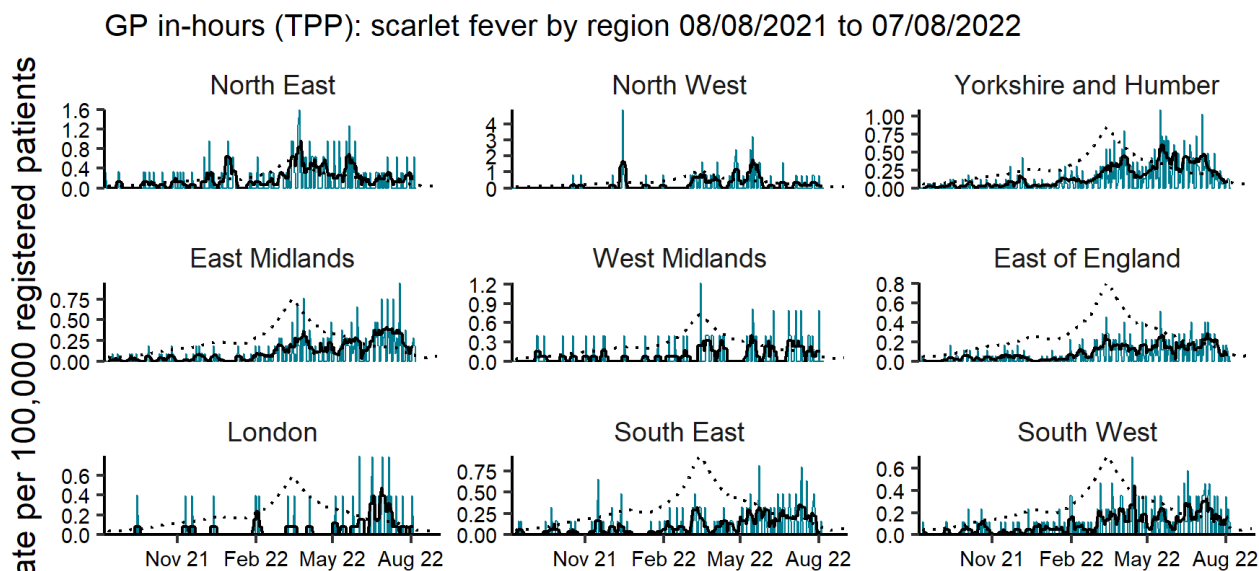 GP in-hours (TPP): scarlet fever by region 08/08/2021 to 07/08/2022
ate per 100,000 registered patients
North East
1.6
1.2
0.8
0.4
0.0
North West
4
3
2
1
0
Yorkshire and Humber
1.00
0.75
0.50
0.25
0.00
East Midlands
0.75
0.50
0.25
0.00
West Midlands
1.2
0.9
0.6
0.3
0.0
East of England
0.8
0.6
0.4
0.2
0.0
London
0.6
0.4
0.2
0.0
South East
0.75
0.50
0.25
0.00
South West
0.6
0.4
0.2
0.0
Nov 21 Feb 22 May 22 Aug 22
Nov 21 Feb 22 May 22 Aug 22
Nov 21 Feb 22 May 22 Aug 22